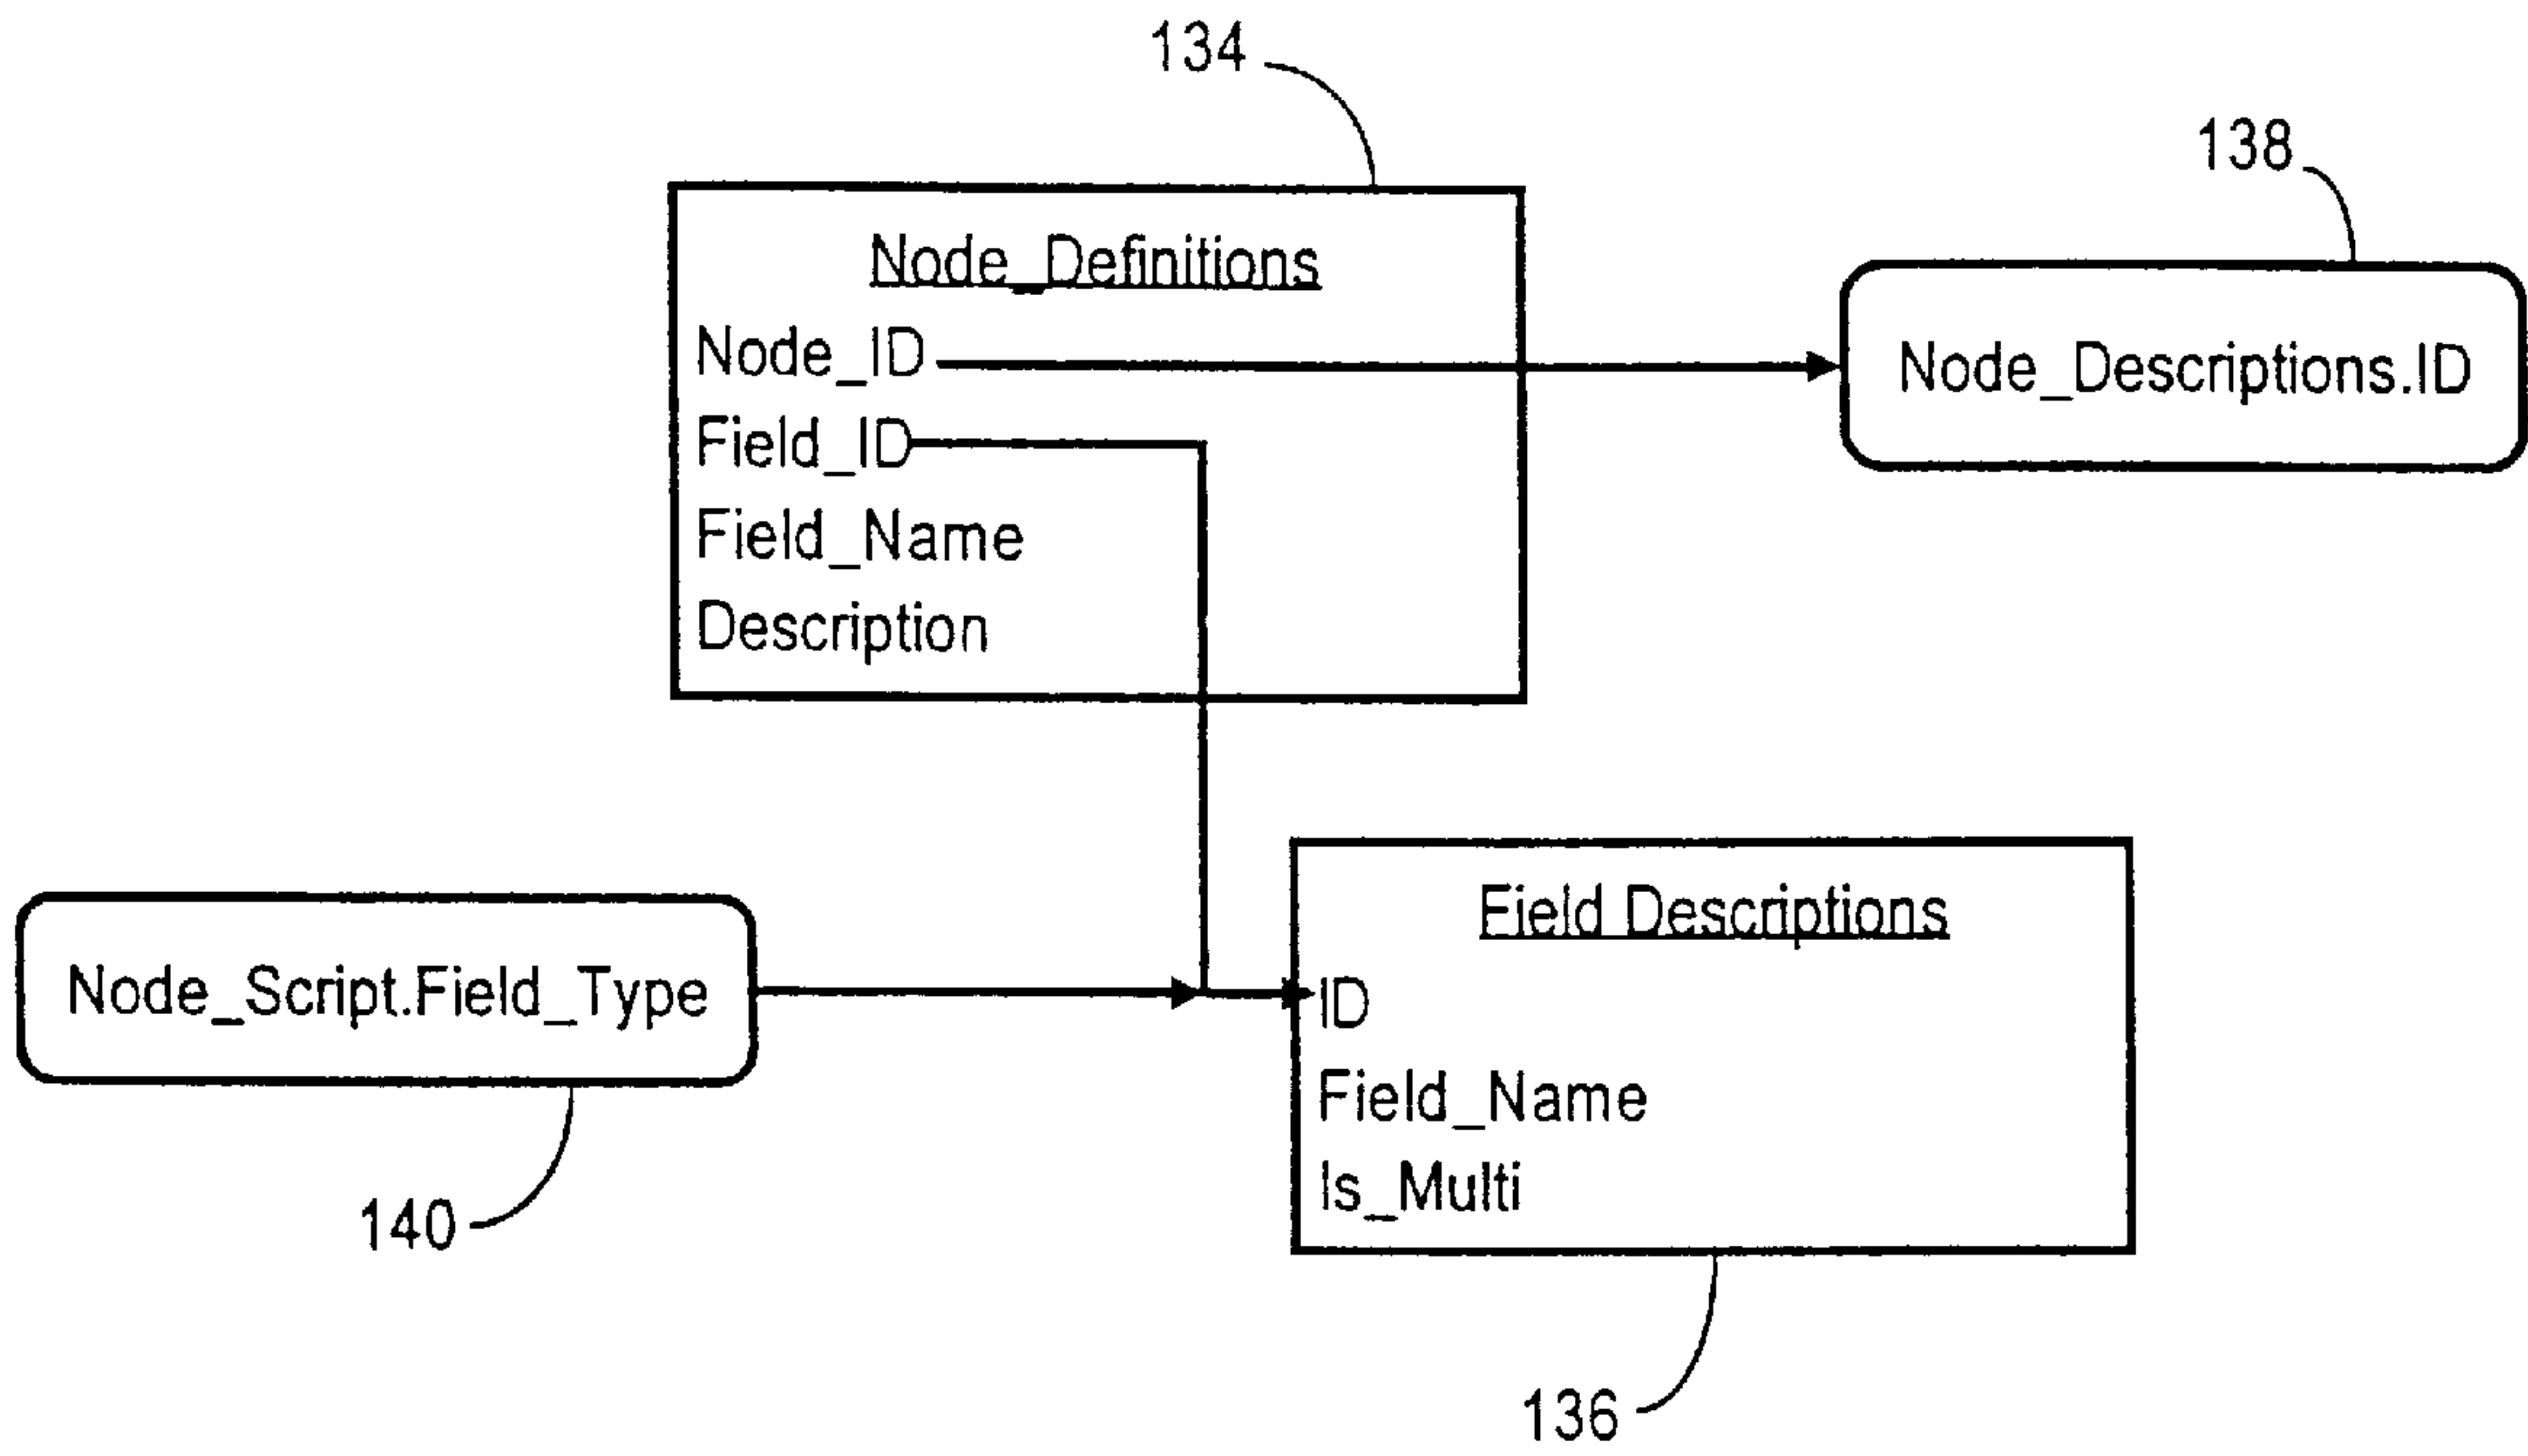 134
138
Node_Definitions
Node_ID
Node_Descriptions.ID
Field_ID
Field_Name
Description
Field Descriptions
Node_Script.Field_Type
ID
Field_Name
Is_Multi
140
136